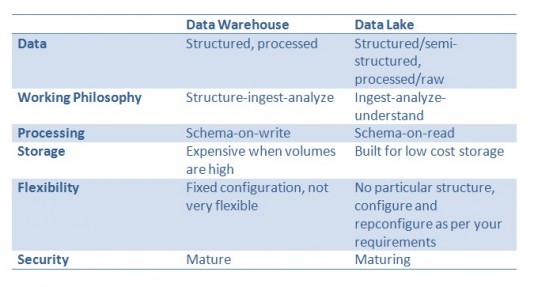 Data Warehouse Data Lake
Data Structured, processed Structured/semi-
structured,
processed/raw
Working Philosophy Structure-ingest-analyze Ingest-analyze-
understand
Processing Schema-on-write Schema-on-read
Storage Expensive when volumes Built for low cost storage
are high
Flexibility Fixed configuration, not No particular structure,
very flexible configure and
repconfigure as per your
requirements
Security Mature Maturing